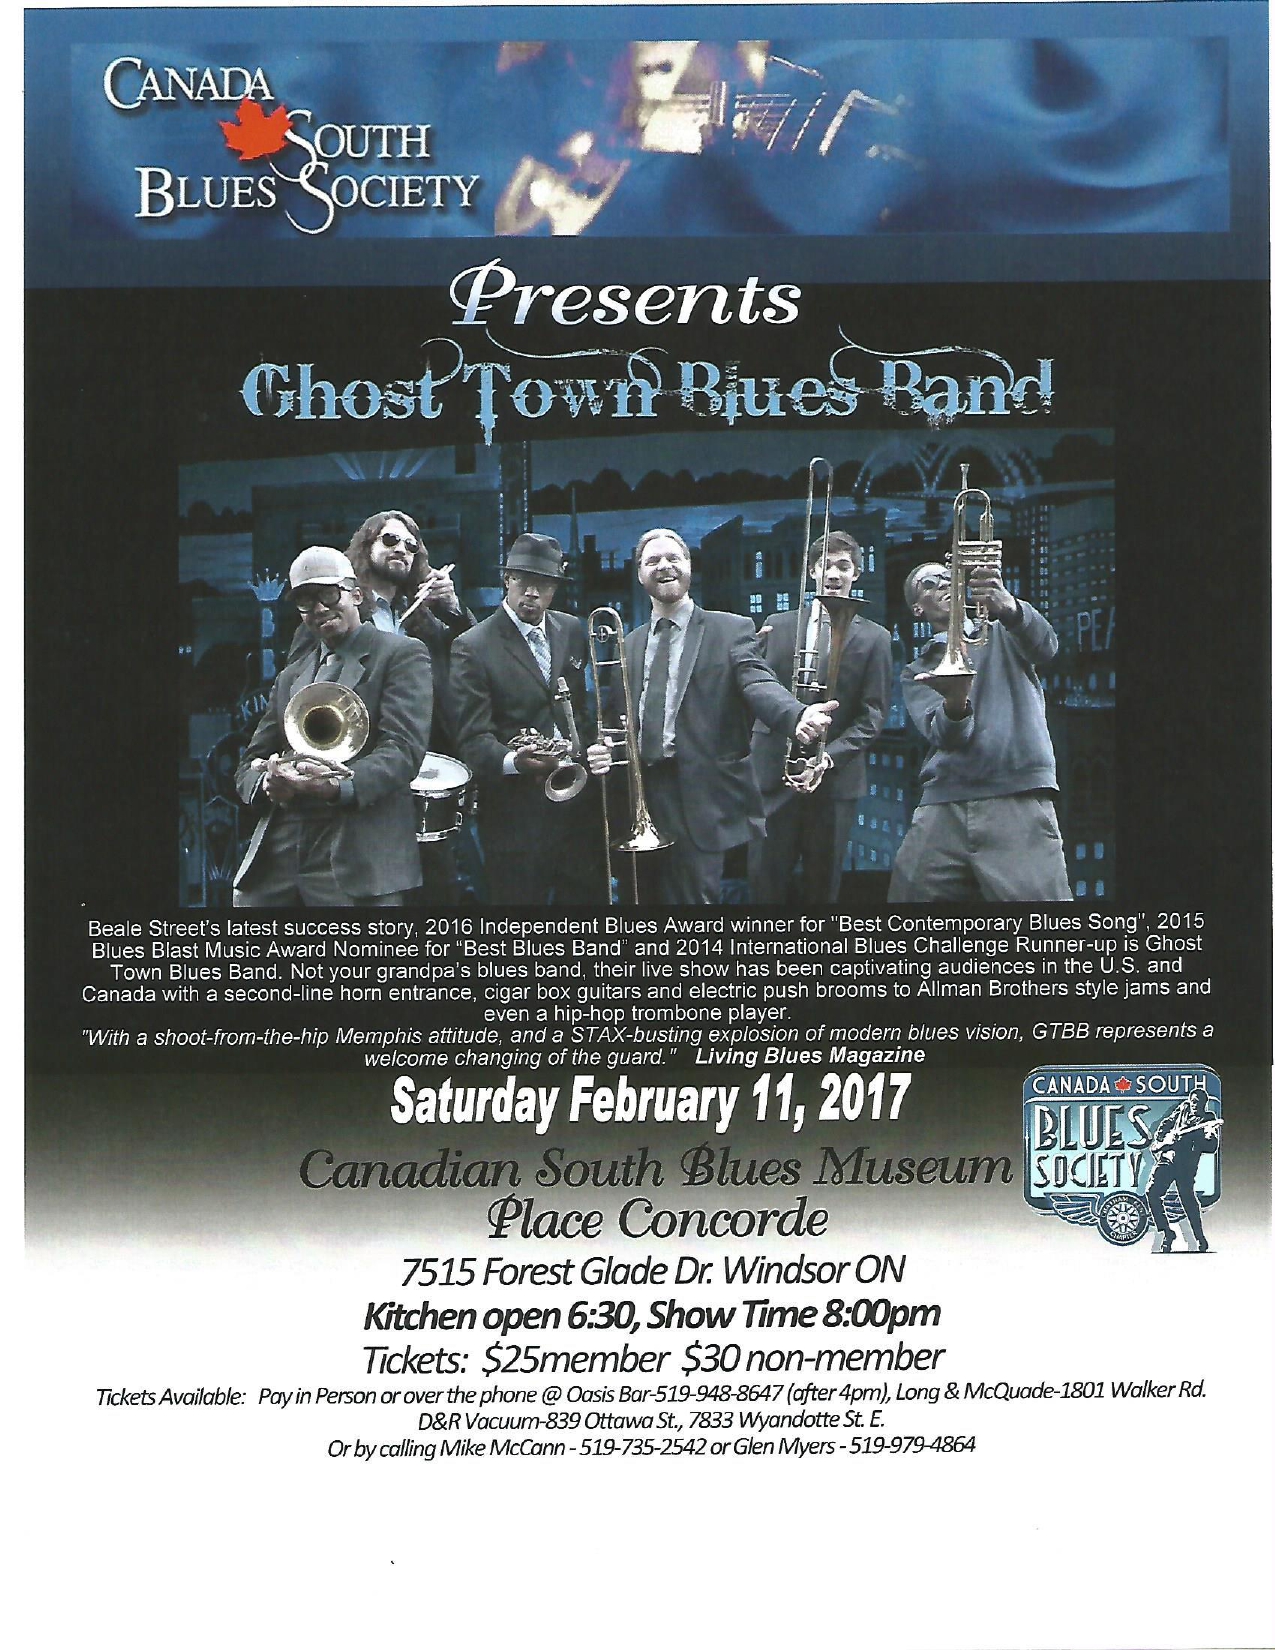 CANADA
SOUTH
BLUES SOCIETY
Presents
Ghost Town Blues Band
KIN
PEA
Beale Street's latest success story, 2016 Independent Blues Award winner for "Best Contemporary Blues Song", 2015
Blues Blast Music Award Nominee for "Best Blues Band" and 2014 International Blues Challenge Runner-up is Ghost
Town Blues Band. Not your grandpa's blues band, their live show has been captivating audiences in the U.S. and
Canada with a second-line horn entrance, cigar box guitars and electric push brooms to Allman Brothers style jams and
even a hip-hop trombone player.
"With a shoot-from-the-hip Memphis attitude, and a STAX-busting explosion of modern blues vision, GTBB represents a
welcome changing of the guard." Living Blues Magazine
Saturday February 11, 2017
CANADA SOUTH
BLUES
SOCIETY
Canadian South Blues Museum
Place Concorde
7515 Forest Glade Dr. Windsor ON
Kitchen open 6:30, Show Time 8:00pm
Tickets: $25member $30 non-member
Tickets Available: Pay in Person or over the phone @ Oasis Bar-519-948-8647 (after 4pm), Long & McQuade-1801 Walker Rd.
D&R Vacuum-839 Ottawa St., 7833 Wyandotte St. E.
Or by calling Mike McCann - 519-735-2542 or Glen Myers - 519-979-4864